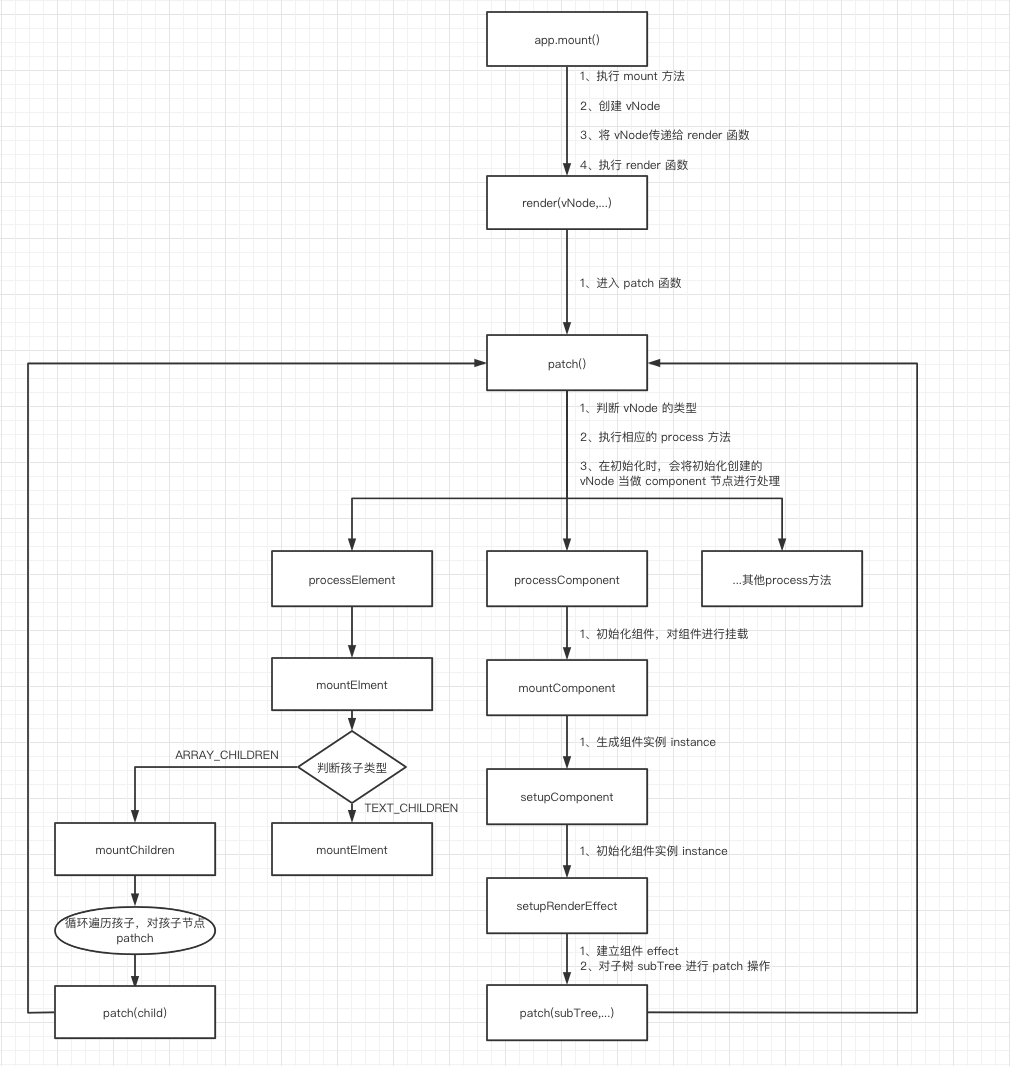 app.mount()
1、执行 mount 方法
2、创建 vNode
3、将 vNode传递给 render 函数
4、执行 render 函数
render(vNode,...)
1、进入 patch 函数
patch()
1、判断 vNode 的类型
2、执行相应的 process 方法
3、在初始化时，会将初始化创建的
vNode 当做 component 节点进行处理
processElement
processComponent
...其他process方法
1、初始化组件，对组件进行挂载
mountElment
mountComponent
1、生成组件实例 instance
ARRAY_CHILDREN
判断孩子类型
TEXT_CHILDREN
setupComponent
mountChildren
mountElment
1、初始化组件实例 instance
setupRenderEffect
循环遍历孩子，对孩子节点
pathch
1、建立组件 effect
2、对子树 subTree 进行 patch 操作
patch(child)
patch(subTree,...)